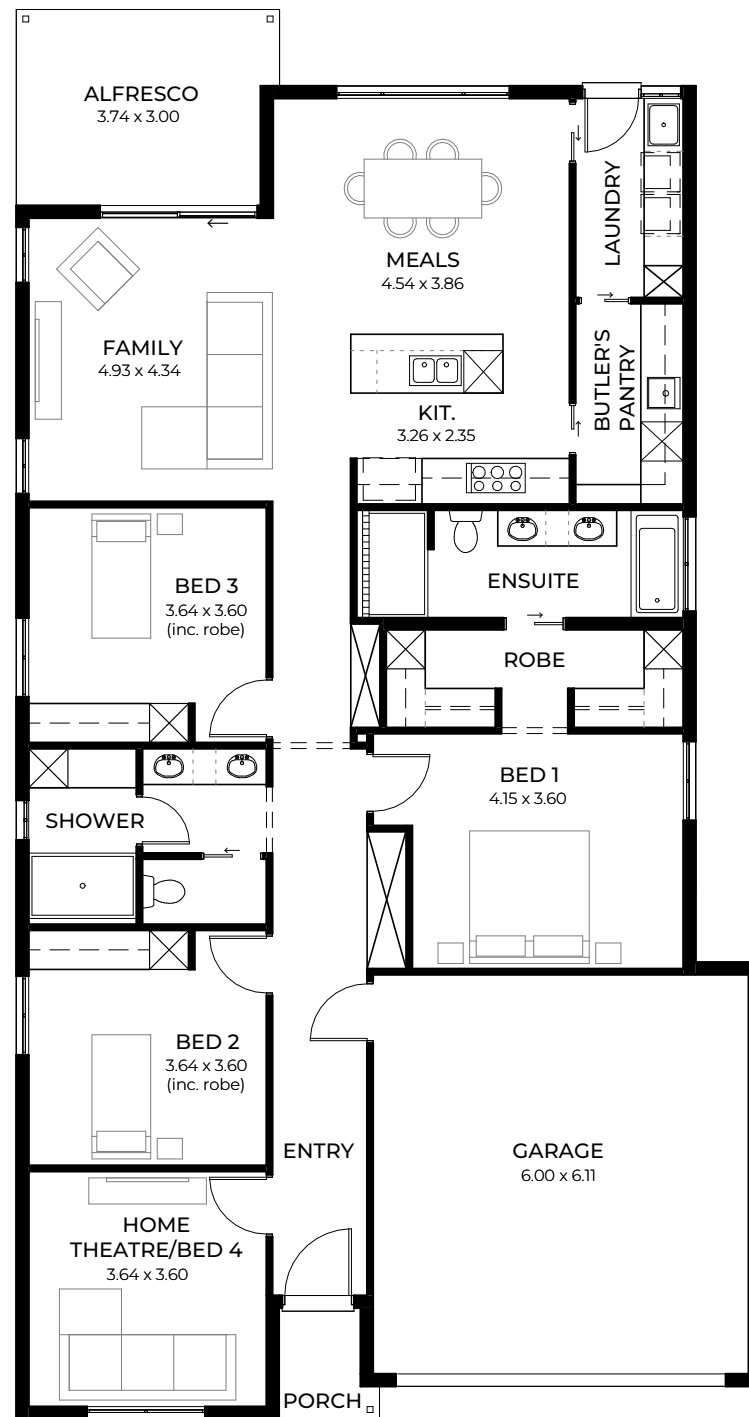 ALFRESCO
3.74 x 3.00
MEALS
4.54 x 3.86
LAUNDRY
FAMILY
4.93 x 4.34
BUTLER'S
PANTRY
KIT.
3.26 x 2.35
BED 3
3.64 x 3.60
(inc. robe)
ENSUITE
ROBE
BED 1
4.15 x 3.60
SHOWER
BED 2
3.64 x 3.60
(inc. robe)
ENTRY
GARAGE
6.00 x 6.11
HOME
THEATRE/BED 4
3.64 x 3.60
PORCH